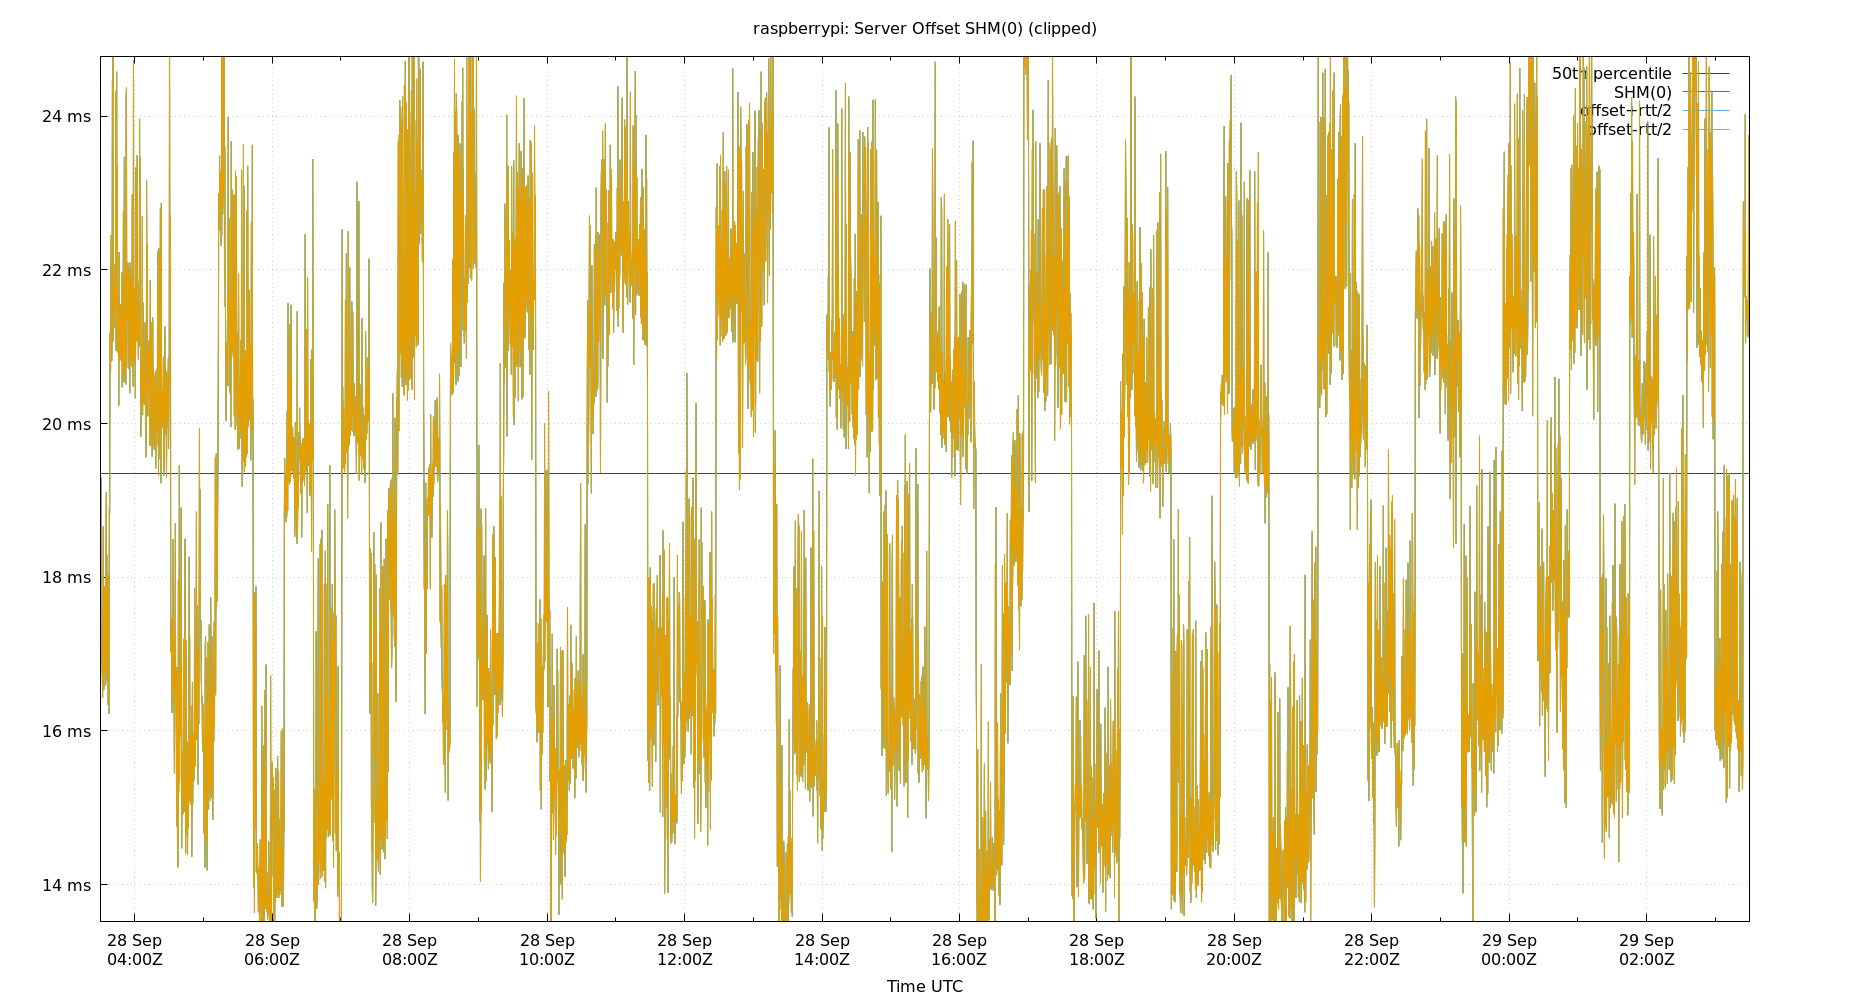 raspberrypi: Server Offset SHM(0) (clipped)
50th percentile
SHM(0)
offset+rtt/2
offset-rtt/2
24 ms
22 ms
20 ms
18 ms
16 ms
14 ms
28 Sep 28 Sep 28 Sep 28 Sep 28 Sep 28 Sep 28 Sep 28 Sep 28 Sep 28 Sep 29 Sep 29 Sep
04:00Z 06:00Z 08:00Z 10:00Z 12:00Z 14:00Z 16:00Z 18:00Z 20:00Z 22:00Z 00:00Z 02:00Z
Time UTC